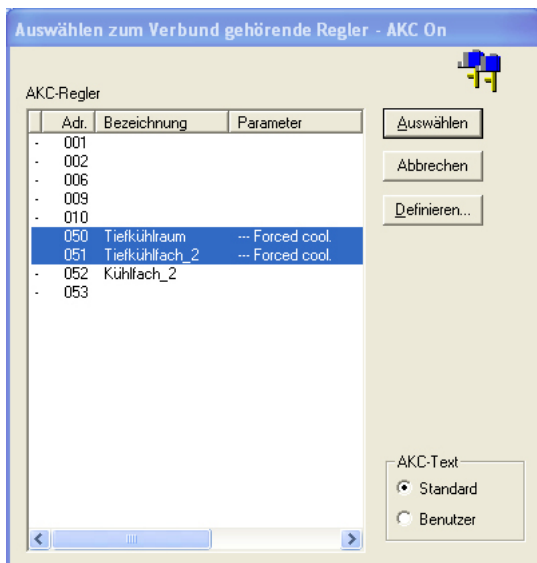 Auswählen zum Verbund gehörende Regler - AKC On
AKC-Regler
Adr. Bezeichnung Parameter
- 001
- 002
- 006
- 009
- 010
050 Tiefkühlraum --- Forced cool.
051 Tiefkühlfach_2 --- Forced cool.
- 052 Kühlfach_2
- 053
Auswählen
Abbrechen
Definieren...
AKC-Text
Standard
Benutzer